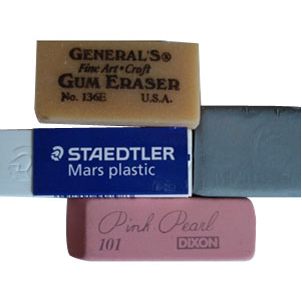 GENERAL'S®
Fine Art • Craft
GUM ERASER
No. 136E U.S.A.
STAEDTLER
Mars plastic
Pink Pearl
101 DIXON